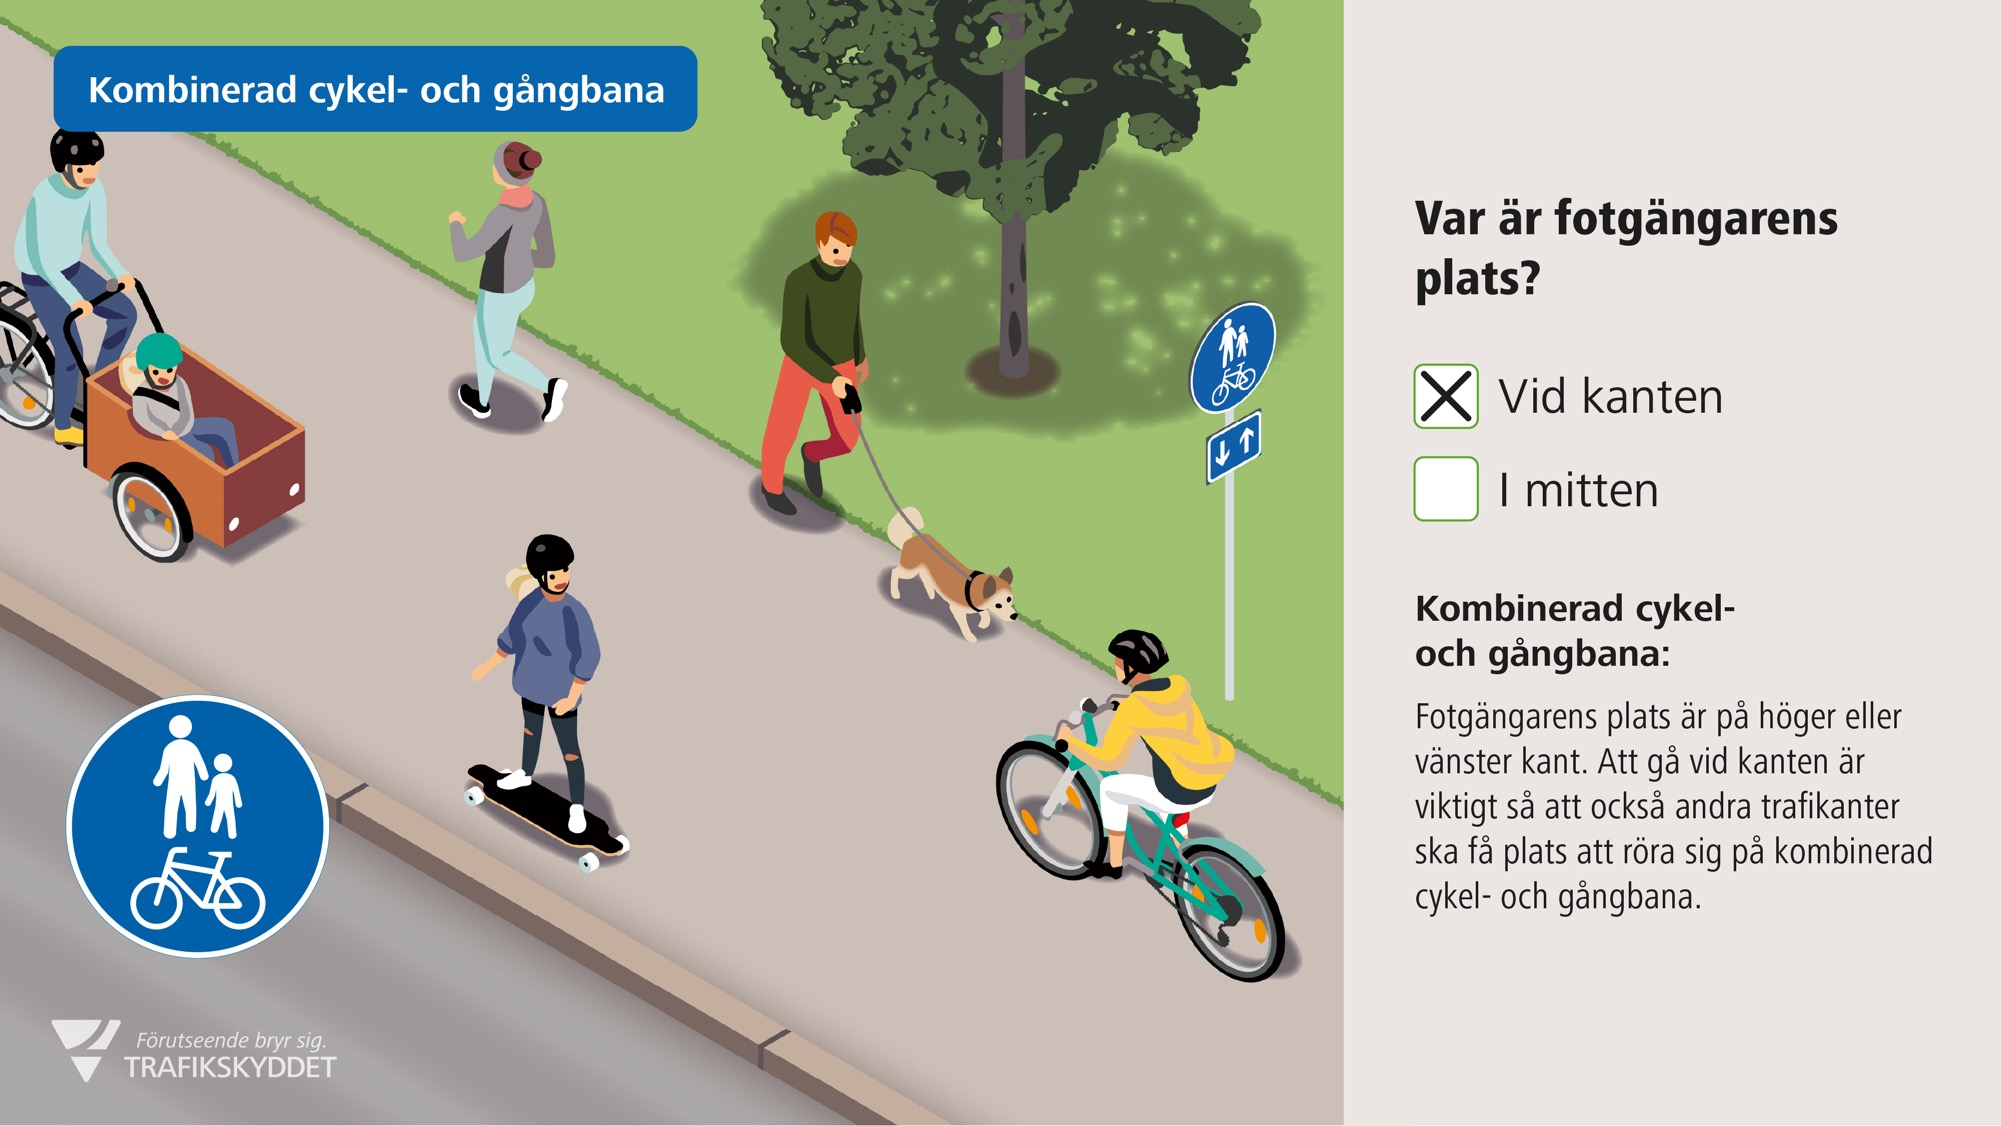 Kombinerad cykel- och gångbana
Var är fotgängarens
plats?
Vid kanten
I mitten
Kombinerad cykel-
och gångbana:
Fotgängarens plats är på höger eller
vänster kant. Att gå vid kanten är
viktigt så att också andra trafikanter
ska få plats att röra sig på kombinerad
cykel- och gångbana.
Förutseende bryr sig.
TRAFIKSKYDDET